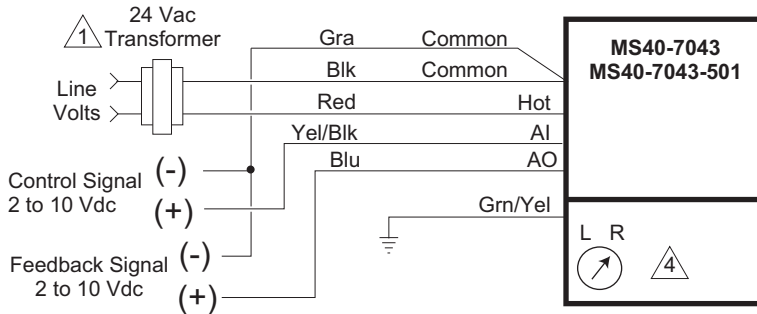 24 Vac
1 Transformer
Gra Common
Blk Common
Line
Volts
Red Hot
Yel/Blk AI
Blu AO
Control Signal (-)
2 to 10 Vdc (+)
Grn/Yel
Feedback Signal (-)
2 to 10 Vdc (+)
MS40-7043
MS40-7043-501
L R
4